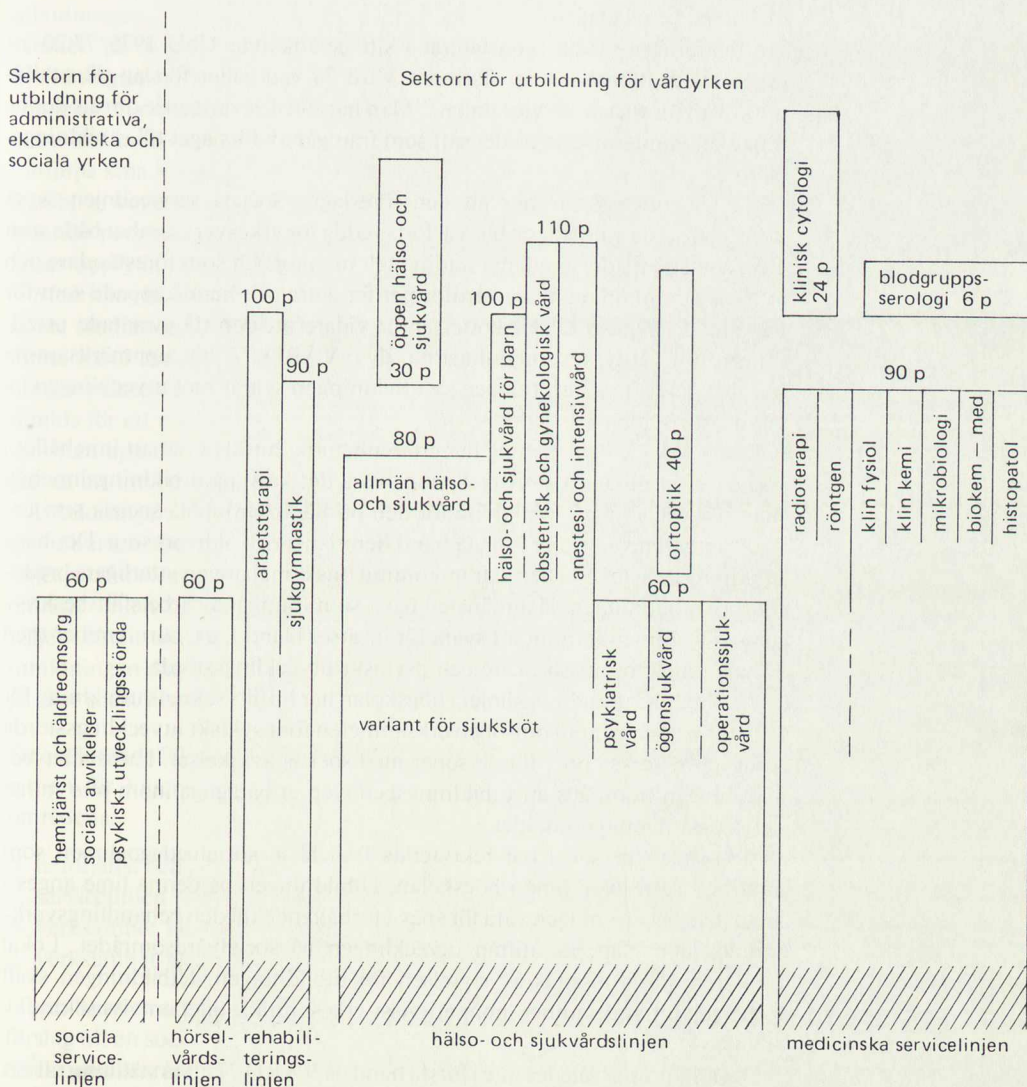 Sektorn för
utbildning för
administrativa,
ekonomiska och
sociala yrken
Sektorn för utbildning för vårdyrken
60 p
hemtjänst och äldreomsorg
sociala avvikelser
psykiskt utvecklingsstörda
60 p
100 p
arbetsterapi
90 p
sjukgymnastik
öppen hälso- och
sjukvård
30 p
80 p
allmän hälso-
och sjukvård
variant för sjuksköt
100 p
hälso- och sjukvård för barn
110 p
obstetrisk och gynekologisk vård
anestesi och intensivvård
ortoptik 40 p
60 p
psykiatrisk
vård
ögonsjukvård
operationssjuk-
vård
klinisk cytologi
24 p
blodgrupps-
serologi 6 p
90 p
radioterapi
röntgen
klin fysiol
klin kemi
mikrobiologi
biokem – med
histopatol
sociala
service-
linjen
hörsel-
vårds-
linjen
rehabili-
terings-
linjen
hälso- och sjukvårdslinjen
medicinska servicelinjen